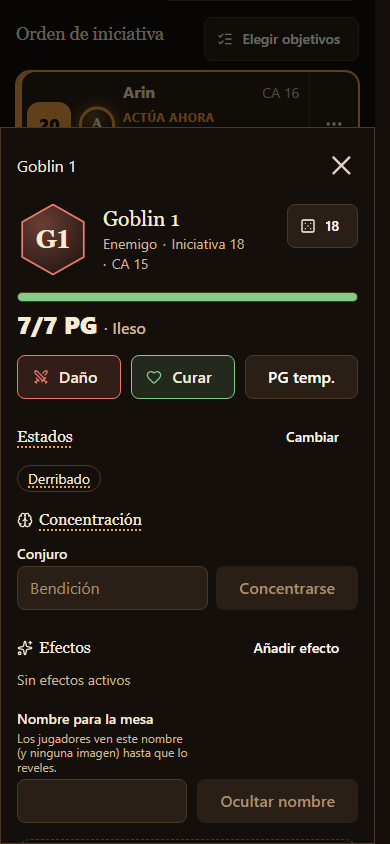 Orden de iniciativa
Elegir objetivos
Arin
CA 16
20
A
ACTÚA AHORA
Goblin 1
G1
Goblin 1
Enemigo · Iniciativa 18
· CA 15
18
7/7 PG · Ileso
Daño
Curar
PG temp.
Estados
Cambiar
Derribado
Concentración
Conjuro
Bendición
Concentrarse
Efectos
Añadir efecto
Sin efectos activos
Nombre para la mesa
Los jugadores ven este nombre
(y ninguna imagen) hasta que lo
reveles.
Ocultar nombre